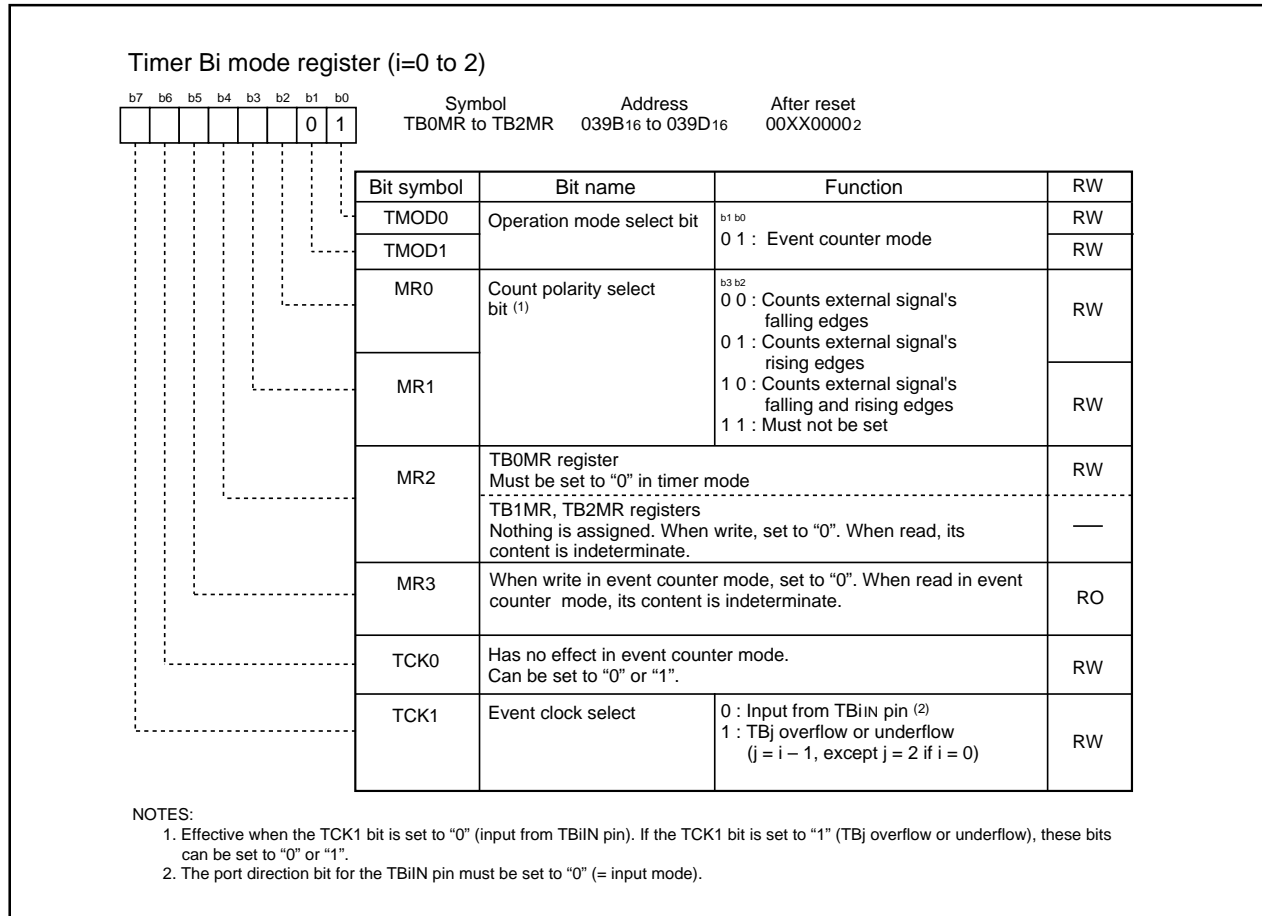 Timer Bi mode register (i=0 to 2)
b7 b6 b5 b4 b3 b2 b1 b0
0 1
Symbol Address After reset
TB0MR to TB2MR 039B16 to 039D16 00XX00002
Bit symbol Bit name Function RW
TMOD0 Operation mode select bit b1 b0 RW
0 1 : Event counter mode
TMOD1 RW
MR0 Count polarity select b3 b2
bit (1) 0 0 : Counts external signal's RW
falling edges
0 1 : Counts external signal's
rising edges
MR1 1 0 : Counts external signal's
falling and rising edges RW
1 1 : Must not be set
MR2 TB0MR register RW
Must be set to “0” in timer mode
TB1MR, TB2MR registers
Nothing is assigned. When write, set to “0”. When read, its —
content is indeterminate.
MR3 When write in event counter mode, set to “0”. When read in event
counter mode, its content is indeterminate. RO
TCK0 Has no effect in event counter mode. RW
Can be set to “0” or “1”.
TCK1 Event clock select 0 : Input from TBiIN pin (2)
1 : TBj overflow or underflow RW
(j = i – 1, except j = 2 if i = 0)
NOTES:
1. Effective when the TCK1 bit is set to “0” (input from TBiIN pin). If the TCK1 bit is set to “1” (TBj overflow or underflow), these bits
can be set to “0” or “1”.
2. The port direction bit for the TBiIN pin must be set to “0” (= input mode).